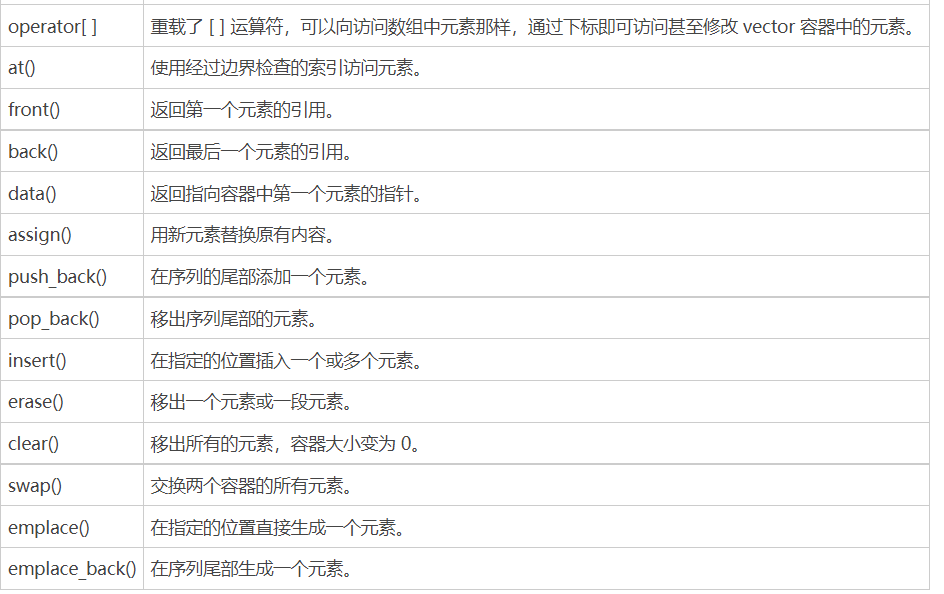 operator[ ] 重载了 [ ] 运算符，可以向访问数组中元素那样，通过下标即可访问甚至修改 vector 容器中的元素。
at() 使用经过边界检查的索引访问元素。
front() 返回第一个元素的引用。
back() 返回最后一个元素的引用。
data() 返回指向容器中第一个元素的指针。
assign() 用新元素替换原有内容。
push_back() 在序列的尾部添加一个元素。
pop_back() 移出序列尾部的元素。
insert() 在指定的位置插入一个或多个元素。
erase() 移出一个元素或一段元素。
clear() 移出所有的元素，容器大小变为 0。
swap() 交换两个容器的所有元素。
emplace() 在指定的位置直接生成一个元素。
emplace_back() 在序列尾部生成一个元素。